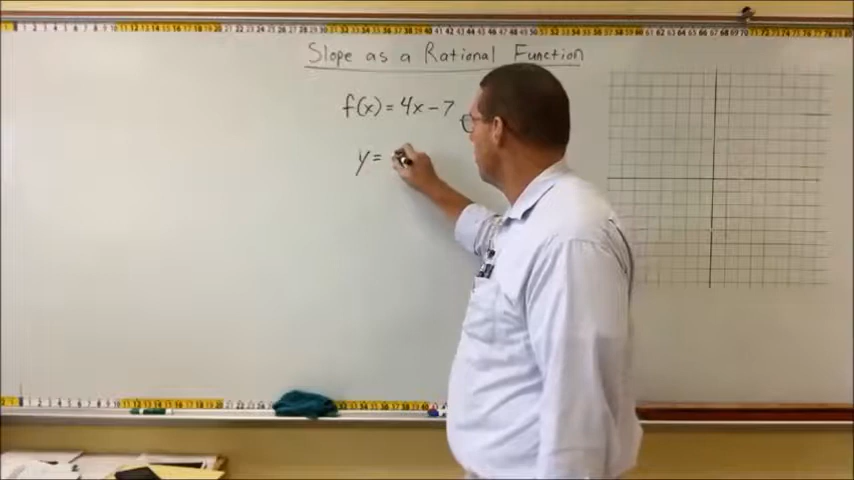 Slope as a Rational Function
f(x) = 4x - 7
y =